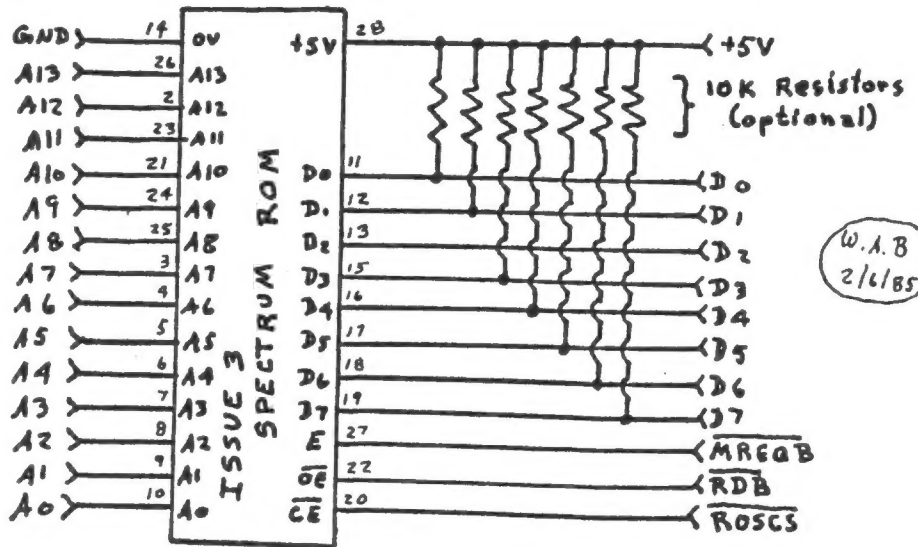 GND 14 0V +5V 28 +5V
A13 26 A13
A12 2 A12
A11 23 A11
A10 21 A10
A9 24 A9
A8 25 A8
A7 3 A7
A6 4 A6
A5 5 A5
A4 6 A4
A3 7 A3
A2 8 A2
A1 9 A1
A0 10 A0
ISSUE 3
SPECTRUM ROM
10K Resistors
(optional)
D0 11 D0
D1 12 D1
D2 13 D2
D3 15 D3
D4 16 D4
D5 17 D5
D6 18 D6
D7 19 D7
E 27 MREQB
OE 22 RDB
CE 20 ROSCS
W.A.B
2/6/85